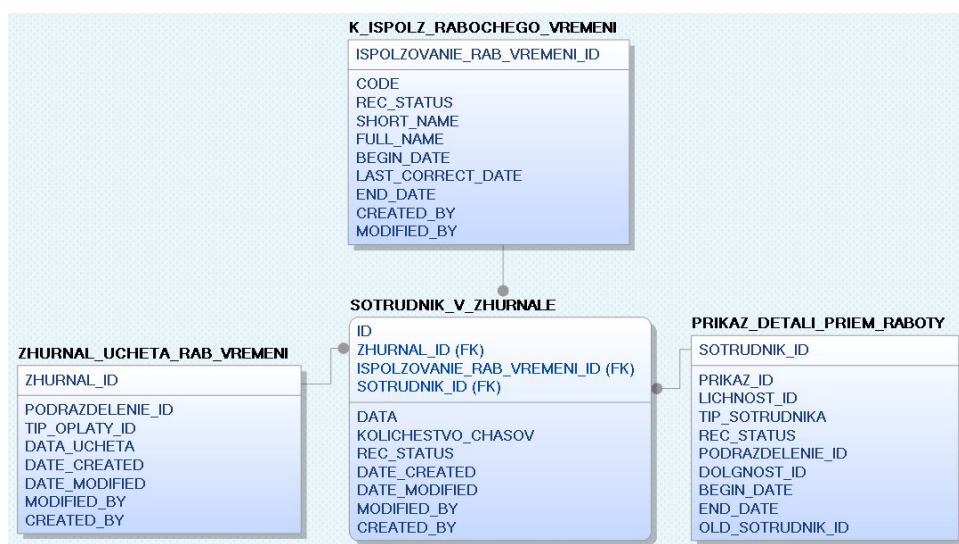 K_ISPOLZ_RABOCHEGO_VREMENI
ISPOLZOVANIE_RAB_VREMENI_ID
CODE
REC_STATUS
SHORT_NAME
FULL_NAME
BEGIN_DATE
LAST_CORRECT_DATE
END_DATE
CREATED_BY
MODIFIED_BY
ZHURNAL_UCHETA_RAB_VREMENI
ZHURNAL_ID
PODRAZDELENIE_ID
TIP_OPLATY_ID
DATA_UCHETA
DATE_CREATED
DATE_MODIFIED
MODIFIED_BY
CREATED_BY
SOTRUDNIK_V_ZHURNALE
ID
ZHURNAL_ID (FK)
ISPOLZOVANIE_RAB_VREMENI_ID (FK)
SOTRUDNIK_ID (FK)
DATA
KOLICHESTVO_CHASOV
REC_STATUS
DATE_CREATED
DATE_MODIFIED
MODIFIED_BY
CREATED_BY
PRIKAZ_DETALI_PRIEM_RABOTY
SOTRUDNIK_ID
PRIKAZ_ID
LICHNOST_ID
TIP_SOTRUDNIKA
REC_STATUS
PODRAZDELENIE_ID
DOLGNOST_ID
BEGIN_DATE
END_DATE
OLD_SOTRUDNIK_ID